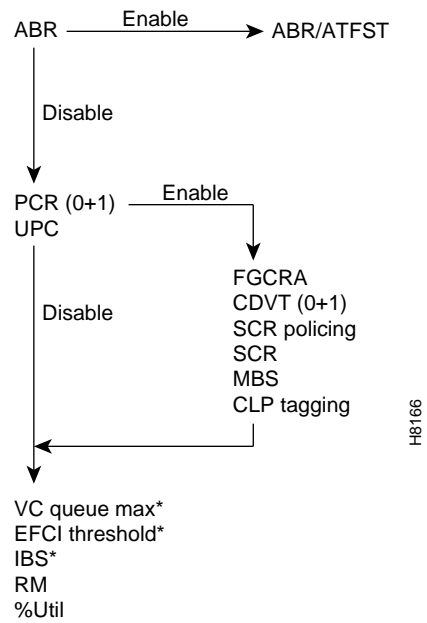 ABR
Enable
ABR/ATFST
Disable
PCR (0+1)
UPC
Enable
Disable
FGCRA
CDVT (0+1)
SCR policing
SCR
MBS
CLP tagging
H8166
VC queue max*
EFCI threshold*
IBS*
RM
%Util